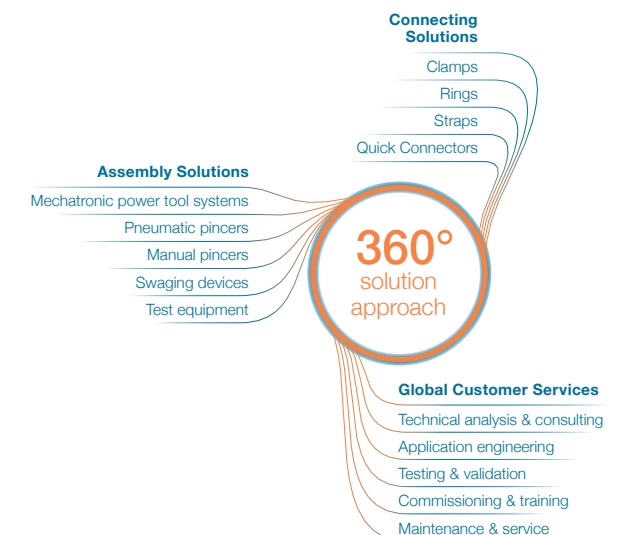 Connecting
Solutions
Clamps
Rings
Straps
Quick Connectors
Assembly Solutions
Mechatronic power tool systems
Pneumatic pincers
Manual pincers
Swaging devices
Test equipment
360°
solution
approach
Global Customer Services
Technical analysis & consulting
Application engineering
Testing & validation
Commissioning & training
Maintenance & service